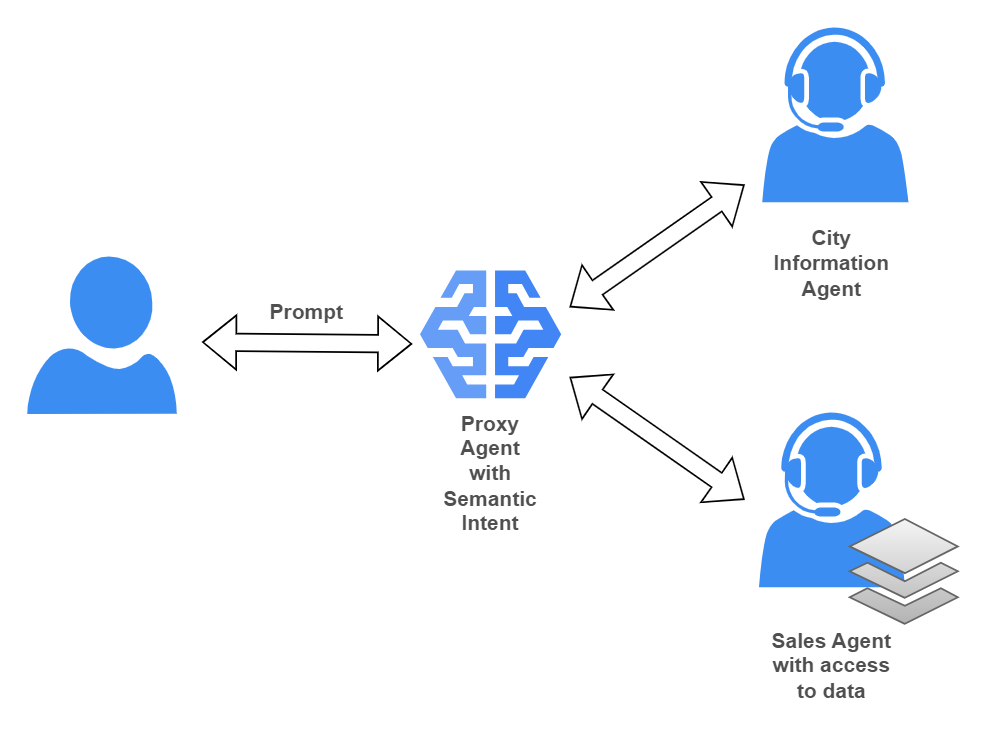 Prompt
Proxy
Agent
with
Semantic
Intent
City
Information
Agent
Sales Agent
with access
to data